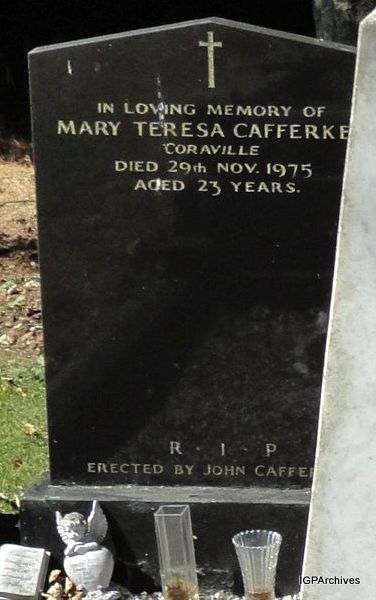 IN LOVING MEMORY OF
MARY TERESA CAFFERKE
CORAVILLE
DIED 29th NOV. 1975
AGED 23 YEARS.
R · I · P
ERECTED BY JOHN CAFFER
IGPArchives